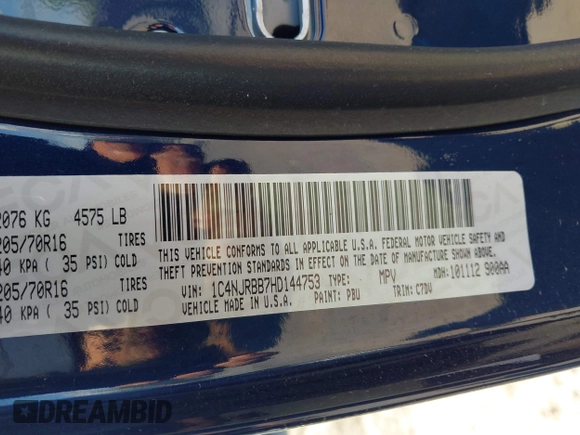 2076 KG 4575 LB
205/70R16 TIRES
40 KPA ( 35 PSI) COLD
205/70R16 TIRES
40 KPA ( 35 PSI) COLD
THIS VEHICLE CONFORMS TO ALL APPLICABLE U.S.A. FEDERAL MOTOR VEHICLE SAFETY AND
THEFT PREVENTION STANDARDS IN EFFECT ON THE DATE OF MANUFACTURE SHOWN ABOVE.
VIN: 1C4NJRBB7HD144753 TYPE: MPV MDH: 101112 900AA
VEHICLE MADE IN U.S.A. PAINT: PBU TRIM: C7DV
DREAMBID